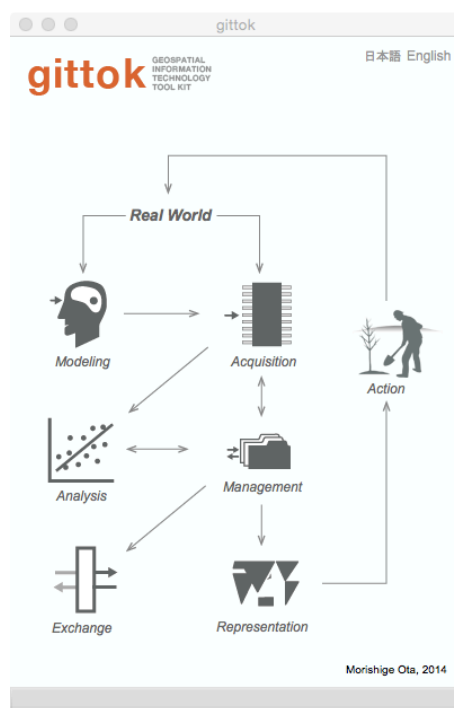 gittok
gittok
GEOSPATIAL
INFORMATION
TECHNOLOGY
TOOL KIT
日本語 English
Real World
Modeling
Acquisition
Action
Analysis
Management
Exchange
Representation
Morishige Ota, 2014